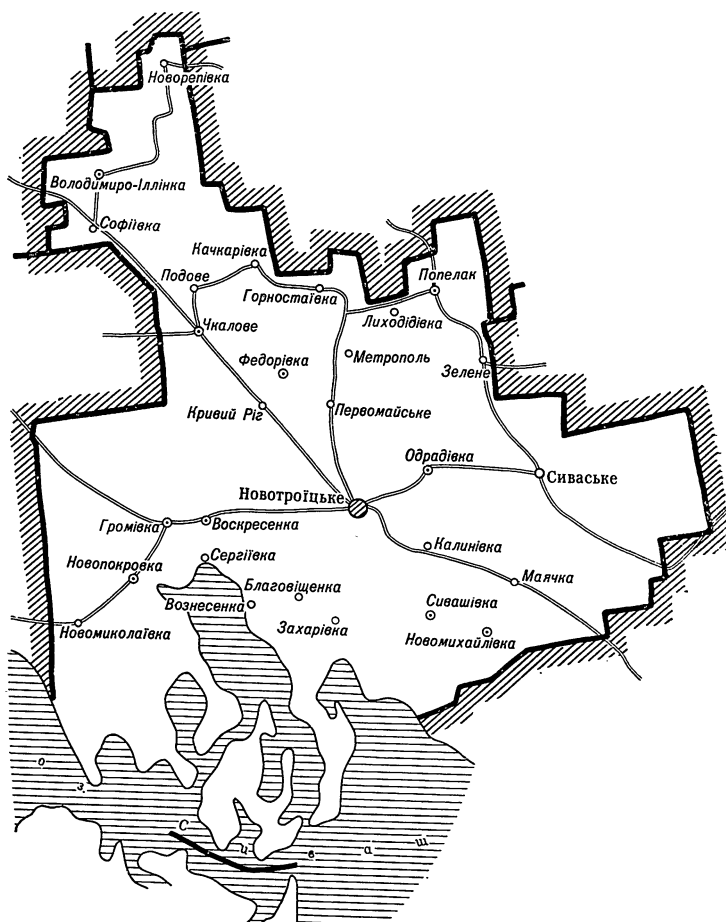 Новорепівка
Володимиро-Іллінка
Софіївка
Качкарівка
Подове
Горностаївка
Попелак
Лиходідівка
Чкалове
Федорівка
Метрополь
Зелене
Кривий Ріг
Первомайське
Одрадівка
Сиваське
Новотроїцьке
Громівка
Воскресенка
Сергіївка
Калинівка
Новопокровка
Благовіщенка
Маячка
Вознесенка
Сивашівка
Захарівка
Новомиколаївка
Новомихайлівка
о з. С и в а ш